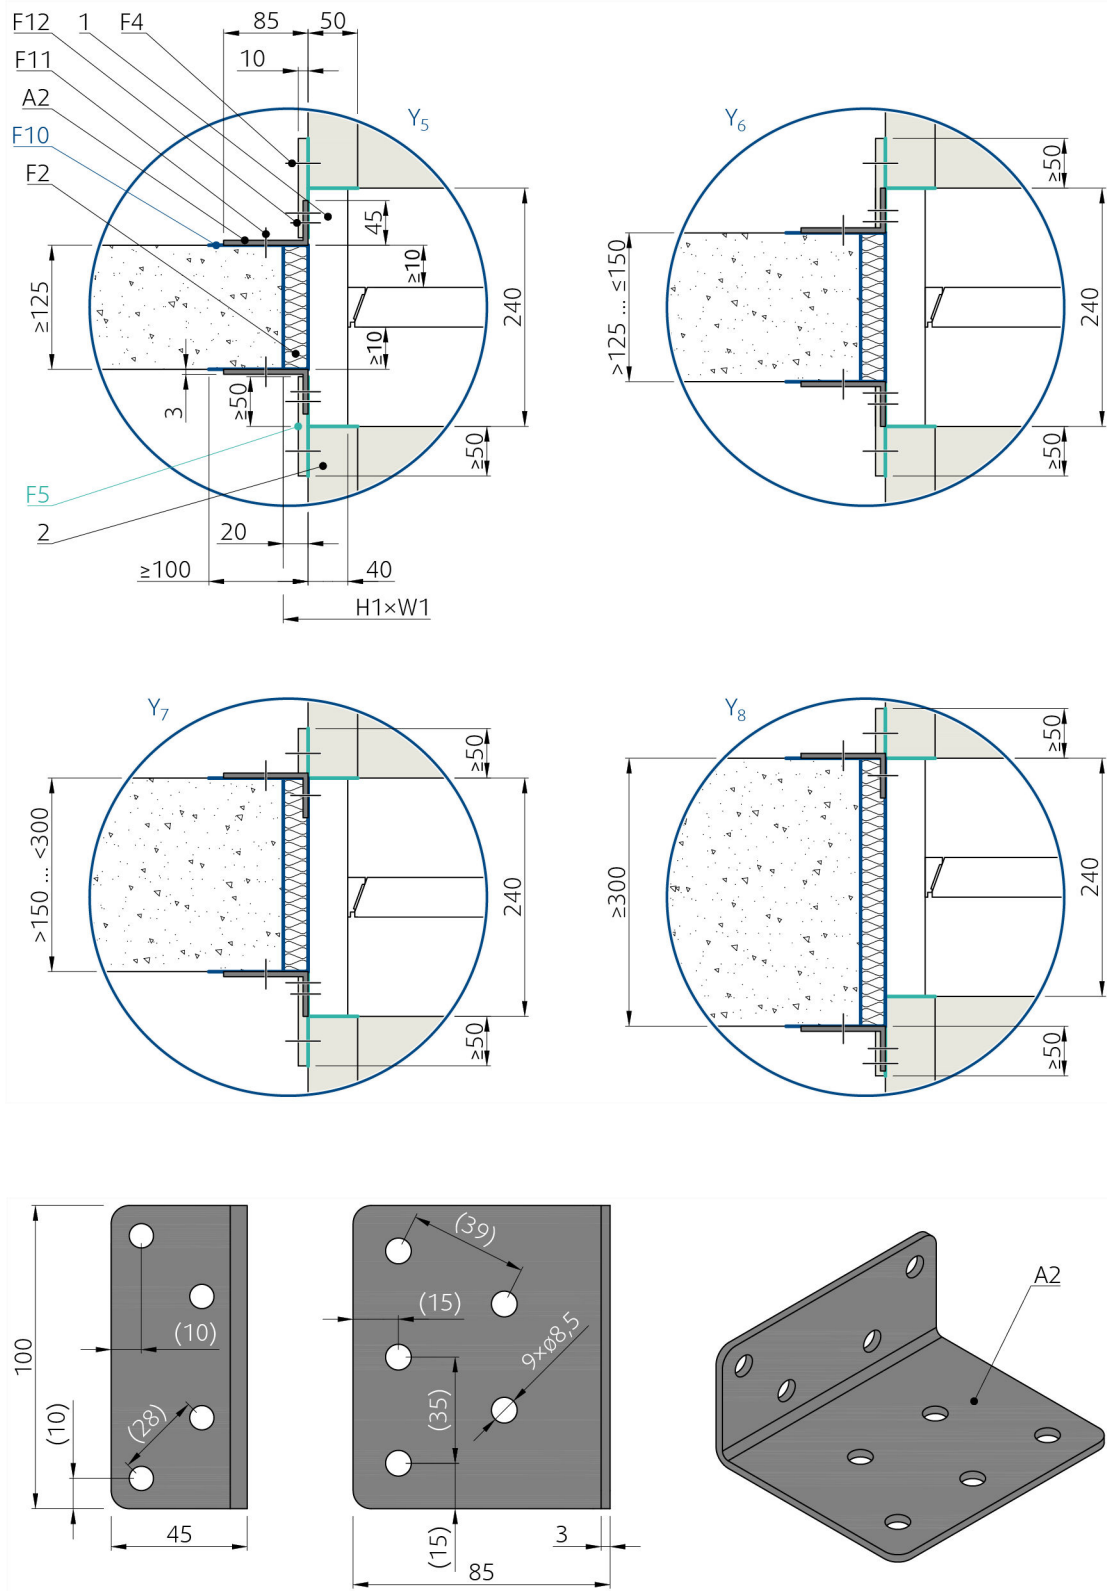 F12 1 F4 85 50
F11 10
A2 Y5
F10
F2
45
≥125
≥10
240
≥10
3
≥50
≥50
F5
2
20
≥100 40
H1×W1
Y6
≥50
>125 ... ≤150
240
≥50
Y7
≥50
>150 ... <300
240
≥50
Y8
≥50
≥300
240
≥50
100
(10)
(28)
(10)
45
(39)
(15)
9×ø8,5
(35)
(15)
3
85
A2